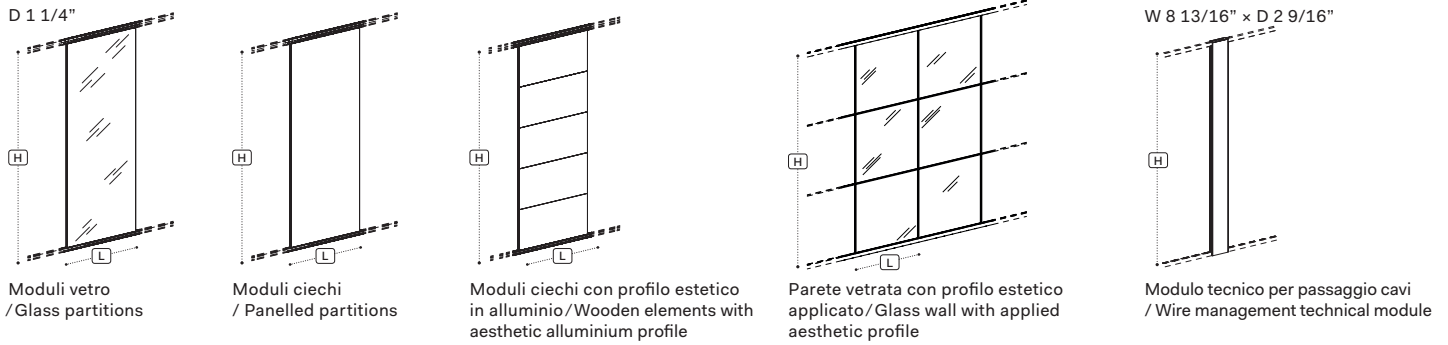 D 1 1/4”
H
L
Moduli vetro
/Glass partitions
H
L
Moduli ciechi
/ Panelled partitions
H
L
Moduli ciechi con profilo estetico
in alluminio/Wooden elements with
aesthetic alluminium profile
H
L
Parete vetrata con profilo estetico
applicato/Glass wall with applied
aesthetic profile
W 8 13/16” × D 2 9/16”
H
Modulo tecnico per passaggio cavi
/ Wire management technical module